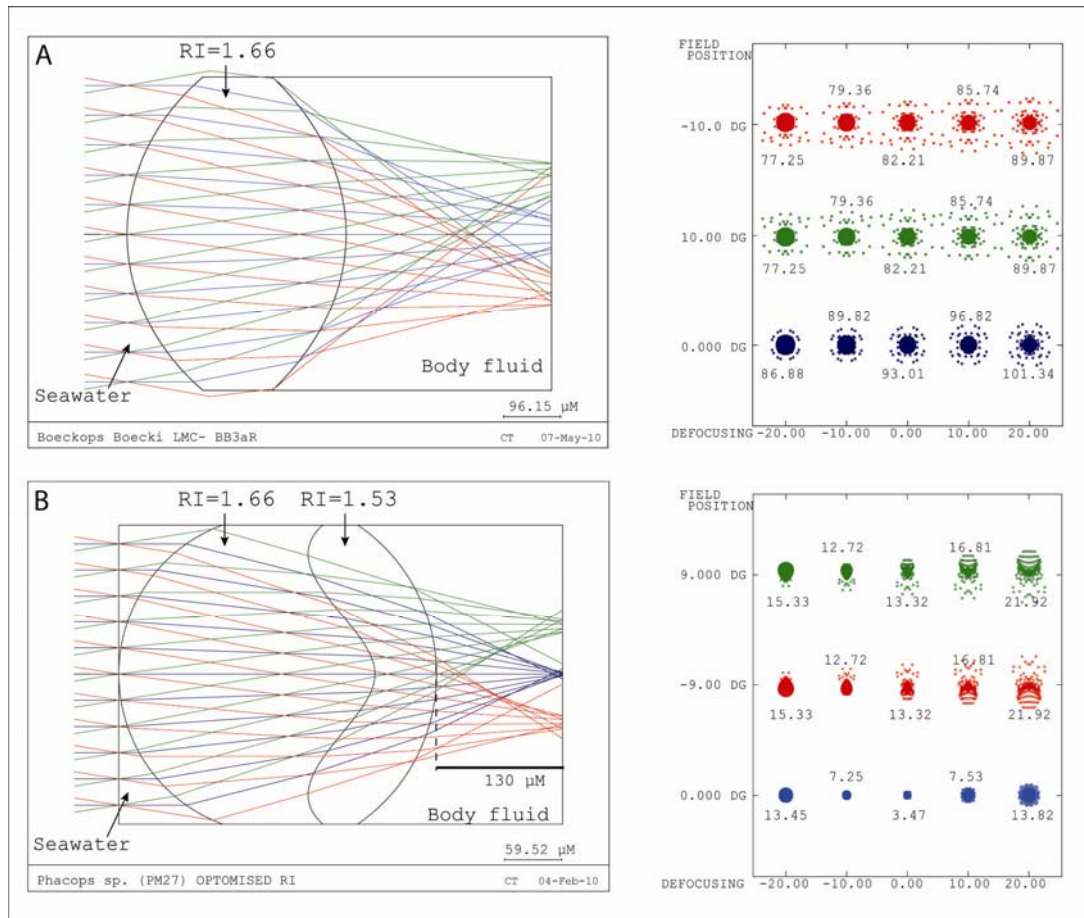 A
RI=1.66
Seawater
Body fluid
96.15 µM
Boeckops Boecki LMC- BB3aR CT 07-May-10
FIELD
POSITION
79.36 85.74
-10.0 DG
77.25 82.21 89.87
79.36 85.74
10.00 DG
77.25 82.21 89.87
89.82 96.82
0.000 DG
86.88 93.01 101.34
DEFOCUSING -20.00 -10.00 0.00 10.00 20.00
B
RI=1.66 RI=1.53
130 µM
Body fluid
Seawater
59.52 µM
Phacops sp. (PM27) OPTOMISED RI CT 04-Feb-10
FIELD
POSITION
12.72 16.81
9.000 DG
15.33 13.32 21.92
12.72 16.81
-9.00 DG
15.33 13.32 21.92
7.25 7.53
0.000 DG
13.45 3.47 13.82
DEFOCUSING -20.00 -10.00 0.00 10.00 20.00